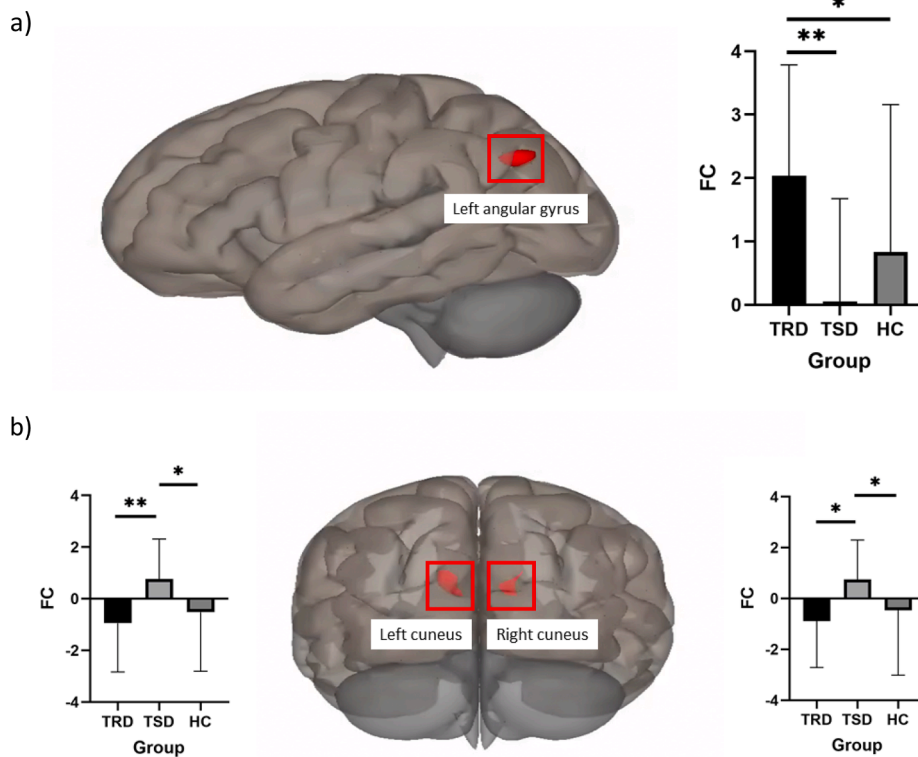 a)
*
**
4
3
2
1
0
FC
TRD TSD HC
Group
Left angular gyrus
b)
**
*
4
2
0
-2
-4
FC
TRD TSD HC
Group
Left cuneus
Right cuneus
*
*
4
2
0
-2
-4
FC
TRD TSD HC
Group